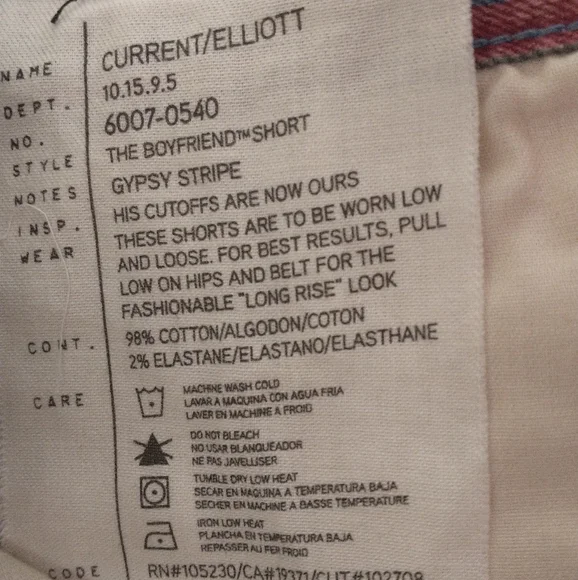 NAME CURRENT/ELLIOTT
DEPT. 10.15.9.5
NO. 6007-0540
STYLE THE BOYFRIEND™SHORT
NOTES GYPSY STRIPE
INSP. HIS CUTOFFS ARE NOW OURS
WEAR THESE SHORTS ARE TO BE WORN LOW
AND LOOSE. FOR BEST RESULTS, PULL
LOW ON HIPS AND BELT FOR THE
FASHIONABLE "LONG RISE" LOOK
CONT. 98% COTTON/ALGODON/COTON
2% ELASTANE/ELASTANO/ELASTHANE
CARE MACHINE WASH COLD
LAVAR A MAQUINA CON AGUA FRIA
LAVER EN MACHINE A FROID
DO NOT BLEACH
NO USAR BLANQUEADOR
NE PAS JAVELLISER
TUMBLE DRY LOW HEAT
SECAR EN MAQUINA A TEMPERATURA BAJA
SECHER EN MACHINE A BASSE TEMPERATURE
IRON LOW HEAT
PLANCHA EN TEMPERATURA BAJA
REPASSER AU FER FROID
CODE RN#105230/CA#19371/CUT#102708